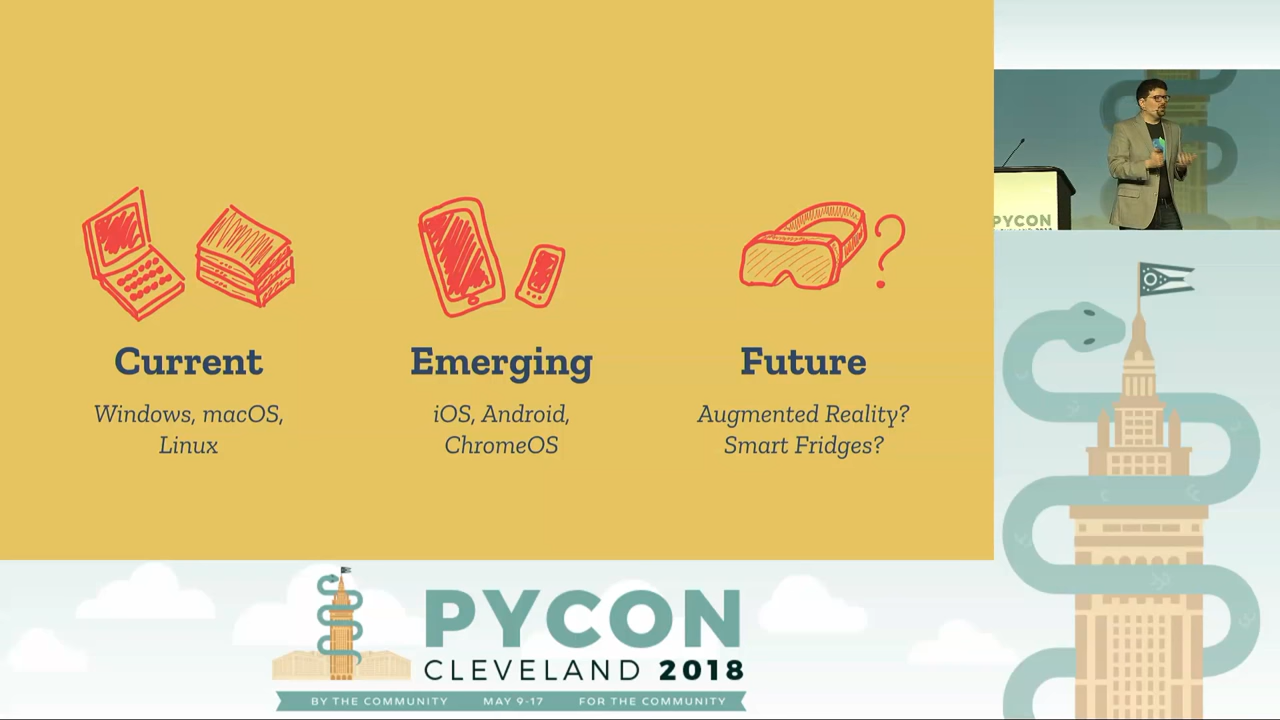 Current
Windows, macOS,
Linux
Emerging
iOS, Android,
ChromeOS
Future
Augmented Reality?
Smart Fridges?
?
PYCON
PYCON
CLEVELAND 2018
BY THE COMMUNITY MAY 9-17 FOR THE COMMUNITY